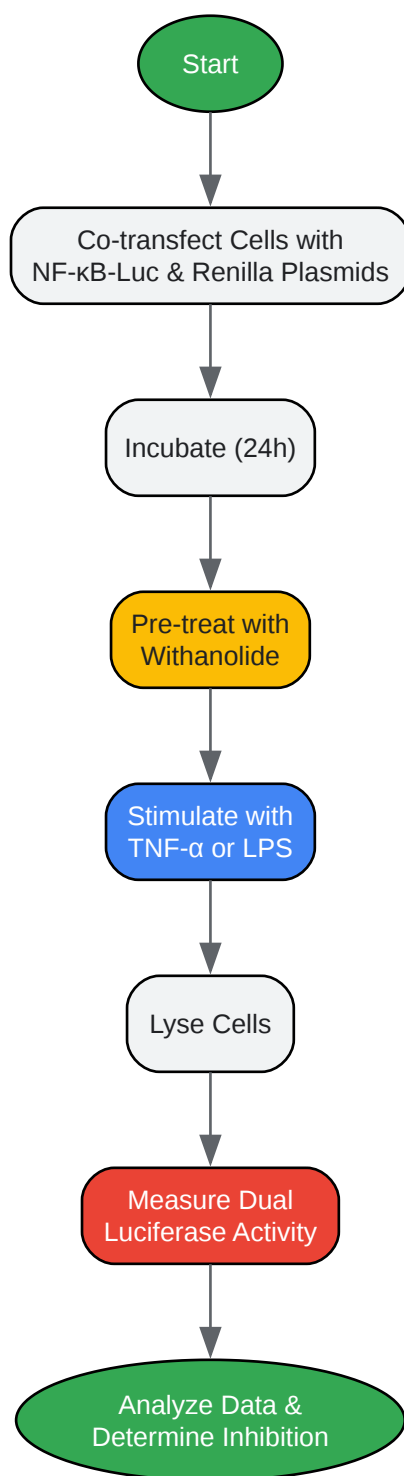 Start
Co-transfect Cells with
NF-κB-Luc & Renilla Plasmids
Incubate (24h)
Pre-treat with
Withanolide
Stimulate with
TNF-α or LPS
Lyse Cells
Measure Dual
Luciferase Activity
Analyze Data &
Determine Inhibition